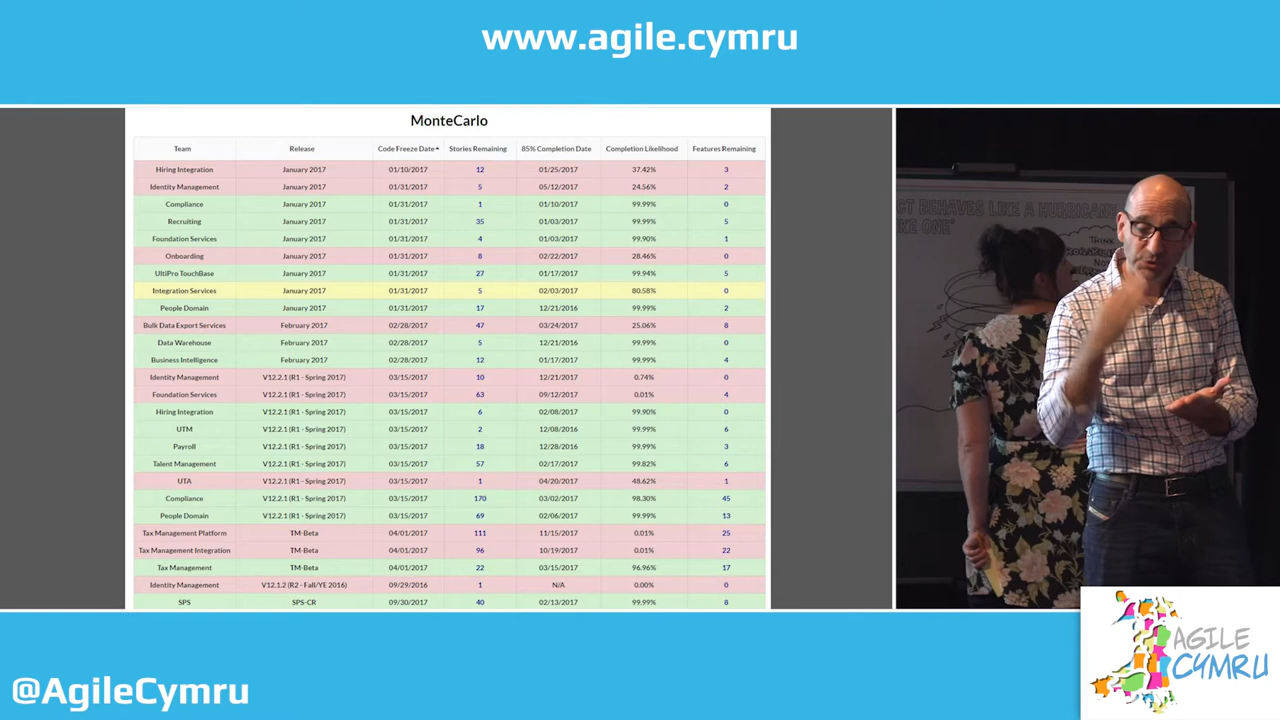 www.agile.cymru
MonteCarlo
Team Release Code Freeze Date Stories Remaining 85% Completion Date Completion Likelihood Features Remaining
Hiring Integration January 2017 01/10/2017 12 01/25/2017 37.42% 3
Identity Management January 2017 01/31/2017 5 05/12/2017 24.56% 2
Compliance January 2017 01/31/2017 1 01/10/2017 99.99% 0
Recruiting January 2017 01/31/2017 35 01/03/2017 99.99% 5
Foundation Services January 2017 01/31/2017 4 01/03/2017 99.90% 1
Onboarding January 2017 01/31/2017 8 02/22/2017 28.46% 0
UltiPro TouchBase January 2017 01/31/2017 27 01/17/2017 99.94% 5
Integration Services January 2017 01/31/2017 5 02/03/2017 80.58% 0
People Domain January 2017 01/31/2017 17 12/21/2016 99.99% 2
Bulk Data Export Services February 2017 02/28/2017 47 03/24/2017 25.06% 8
Data Warehouse February 2017 02/28/2017 5 12/21/2016 99.99% 0
Business Intelligence February 2017 02/28/2017 12 01/17/2017 99.99% 4
Identity Management V12.2.1 (R1 - Spring 2017) 03/15/2017 10 12/21/2017 0.74% 0
Foundation Services V12.2.1 (R1 - Spring 2017) 03/15/2017 63 09/12/2017 0.01% 4
Hiring Integration V12.2.1 (R1 - Spring 2017) 03/15/2017 6 02/08/2017 99.90% 0
UTM V12.2.1 (R1 - Spring 2017) 03/15/2017 2 12/08/2016 99.99% 6
Payroll V12.2.1 (R1 - Spring 2017) 03/15/2017 18 12/28/2016 99.99% 3
Talent Management V12.2.1 (R1 - Spring 2017) 03/15/2017 57 02/17/2017 99.82% 6
UTA V12.2.1 (R1 - Spring 2017) 03/15/2017 1 04/20/2017 48.62% 1
Compliance V12.2.1 (R1 - Spring 2017) 03/15/2017 170 03/02/2017 98.30% 45
People Domain V12.2.1 (R1 - Spring 2017) 03/15/2017 69 02/06/2017 99.99% 13
Tax Management Platform TM-Beta 04/01/2017 111 11/15/2017 0.01% 25
Tax Management Integration TM-Beta 04/01/2017 96 10/19/2017 0.01% 22
Tax Management TM-Beta 04/01/2017 22 03/15/2017 96.96% 17
Identity Management V12.1.2 (R2 - Fall/YE 2016) 09/29/2016 1 N/A 0.00% 0
SPS SPS-CR 09/30/2017 40 02/13/2017 99.99% 8
BEHAVES LIKE A HURRICANE
LIKE ONE"
THINK
@AgileCymru
AGILE
CYMRU